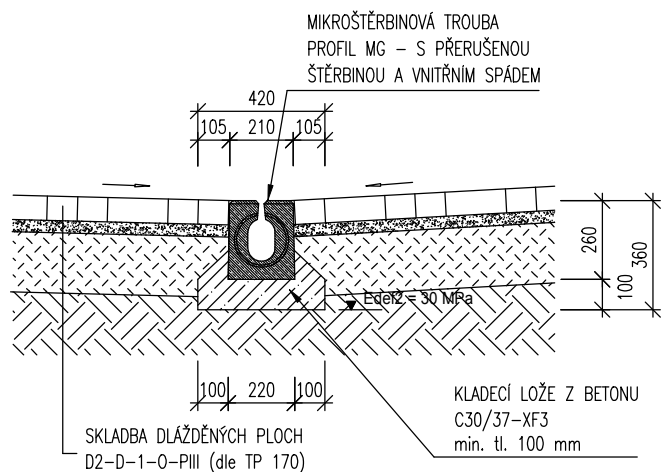 MIKROŠTĚRBINOVÁ TROUBA
PROFIL MG – S PŘERUŠENOU
ŠTĚRBINOU A VNITŘNÍM SPÁDEM
420
105 210 105
260
360
100
Edef2 = 30 MPa
100 220 100
KLADECÍ LOŽE Z BETONU
C30/37-XF3
min. tl. 100 mm
SKLADBA DLÁŽDĚNÝCH PLOCH
D2-D-1-O-PIII (dle TP 170)